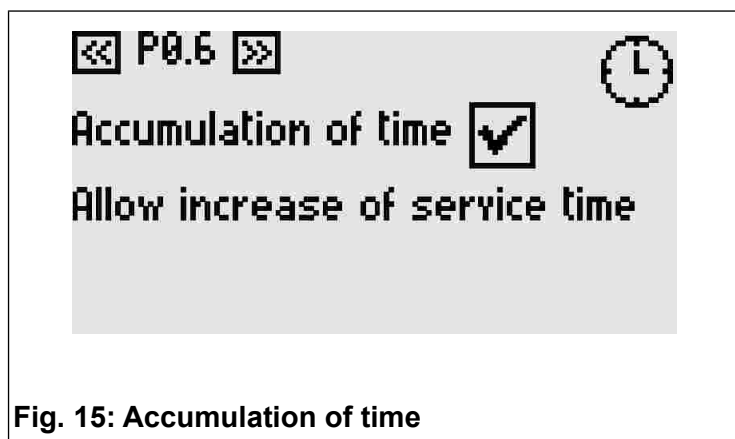 « P0.6 »
Accumulation of time
Allow increase of service time
Fig. 15: Accumulation of time